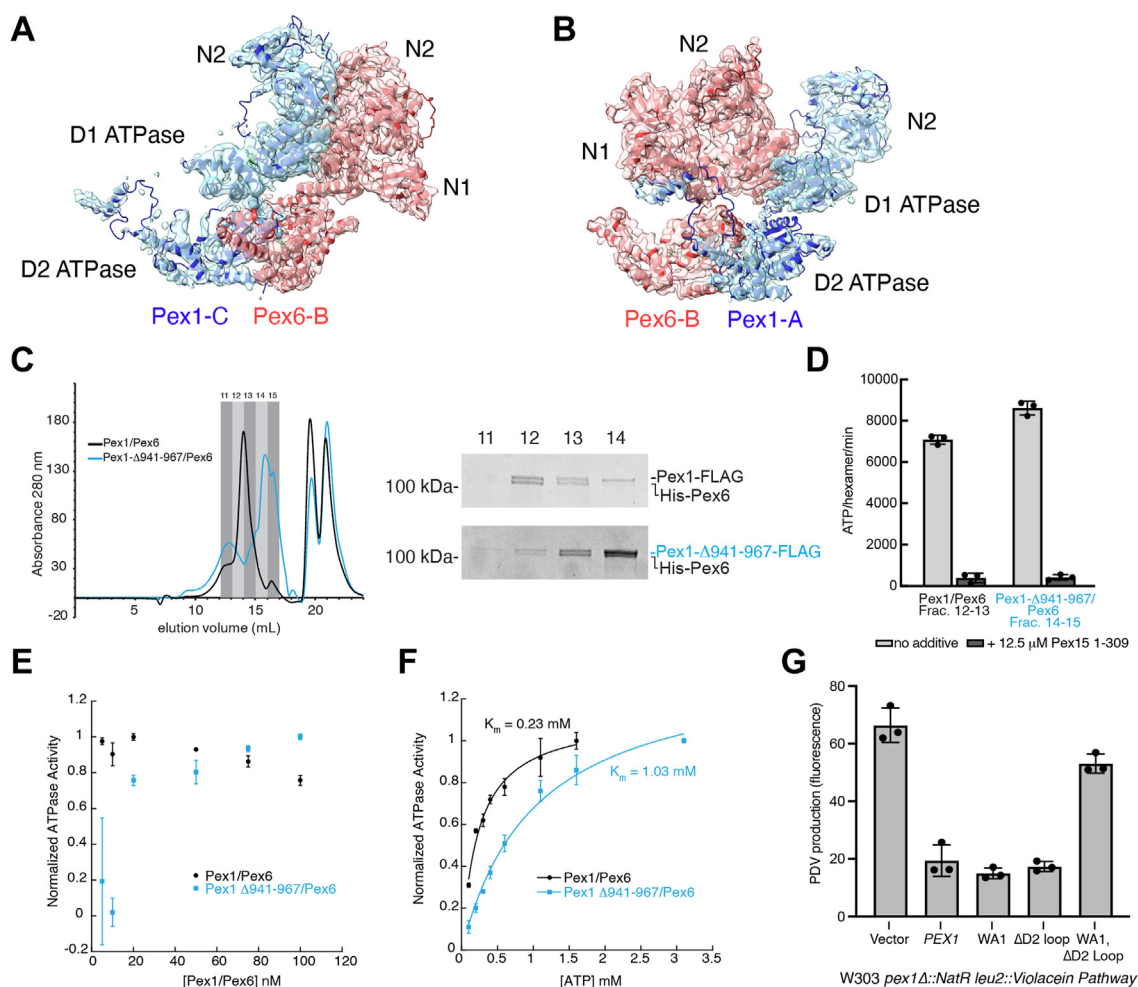 A
N2
N2
D1 ATPase
N1
D2 ATPase
Pex1-C Pex6-B
B
N2
N2
N1
D1 ATPase
D2 ATPase
Pex6-B Pex1-A
C
11 12 13 14 15
180
130
80
30
-20
Absorbance 280 nm
Pex1/Pex6
Pex1-Δ941-967/Pex6
5 10 15 20
elution volume (mL)
11 12 13 14
100 kDa-
-Pex1-FLAG
His-Pex6
100 kDa-
-Pex1-Δ941-967-FLAG
His-Pex6
D
10000
8000
6000
4000
2000
0
ATP/hexamer/min
Pex1/Pex6
Frac. 12-13
Pex1-Δ941-967/
Pex6
Frac. 14-15
no additive + 12.5 μM Pex15 1-309
E
1.2
1
0.8
0.6
0.4
0.2
0
-0.2
Normalized ATPase Activity
Pex1/Pex6
Pex1 Δ941-967/Pex6
0 20 40 60 80 100 120
[Pex1/Pex6] nM
F
1.2
1
0.8
0.6
0.4
0.2
0
Normalized ATPase Activity
Km = 0.23 mM
Km = 1.03 mM
Pex1/Pex6
Pex1 Δ941-967/Pex6
0 0.5 1 1.5 2 2.5 3 3.5
[ATP] mM
G
80
60
40
20
0
PDV production (fluorescence)
Vector PEX1 WA1 ΔD2 loop WA1,
ΔD2 Loop
W303 pex1Δ::NatR leu2::Violacein Pathway